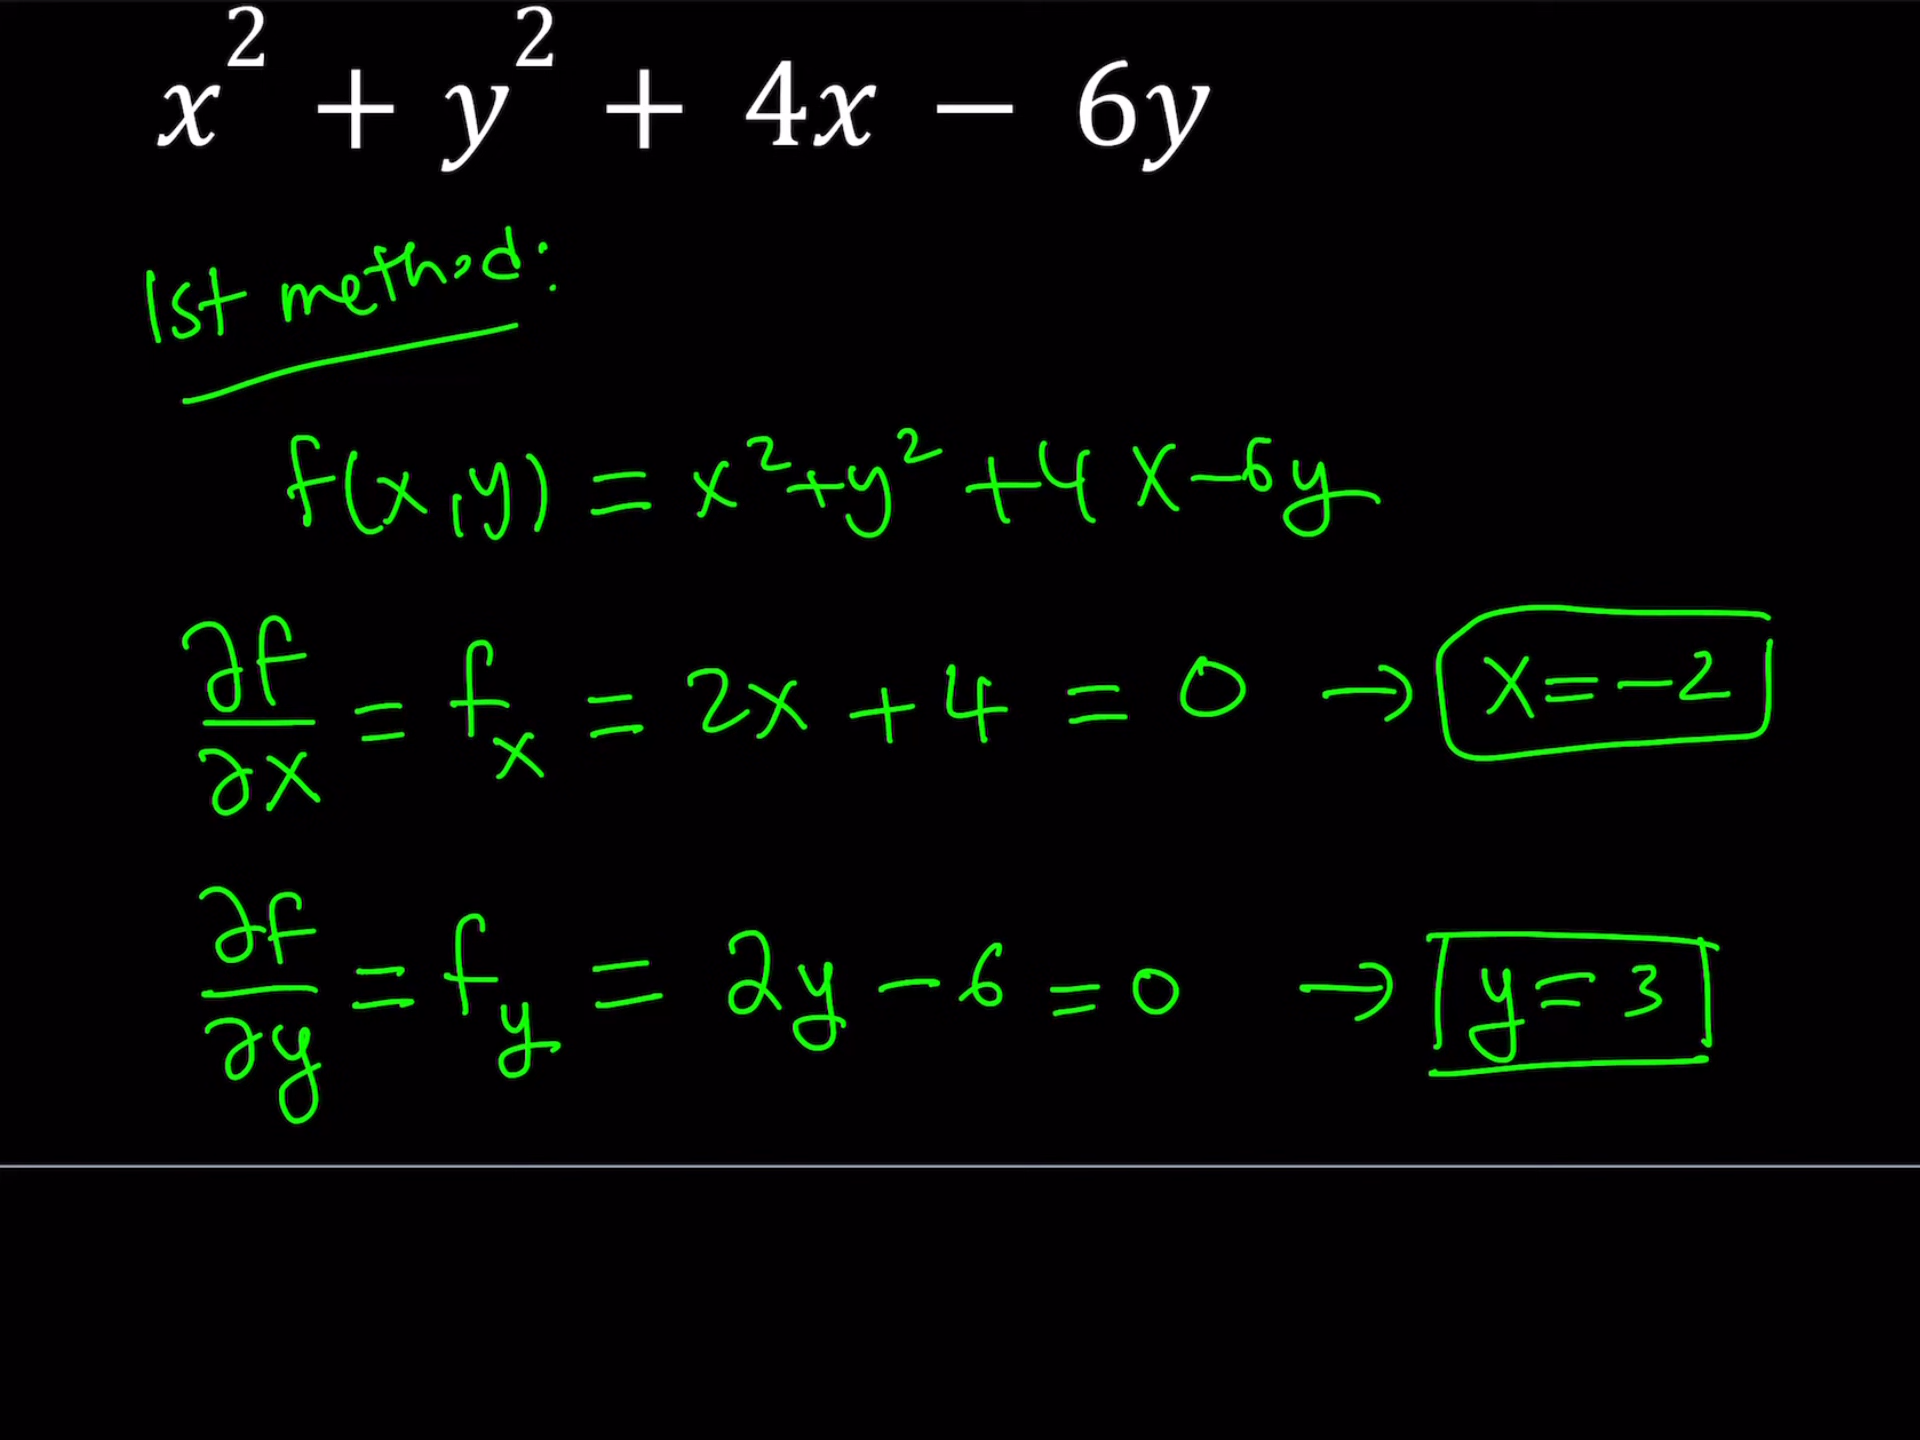 x² + y² + 4x − 6y
1st method:
f(x,y) = x²+y² +4x−6y
∂f/∂x = fₓ = 2x + 4 = 0 → x=−2
∂f/∂y = f_y = 2y − 6 = 0 → y=3